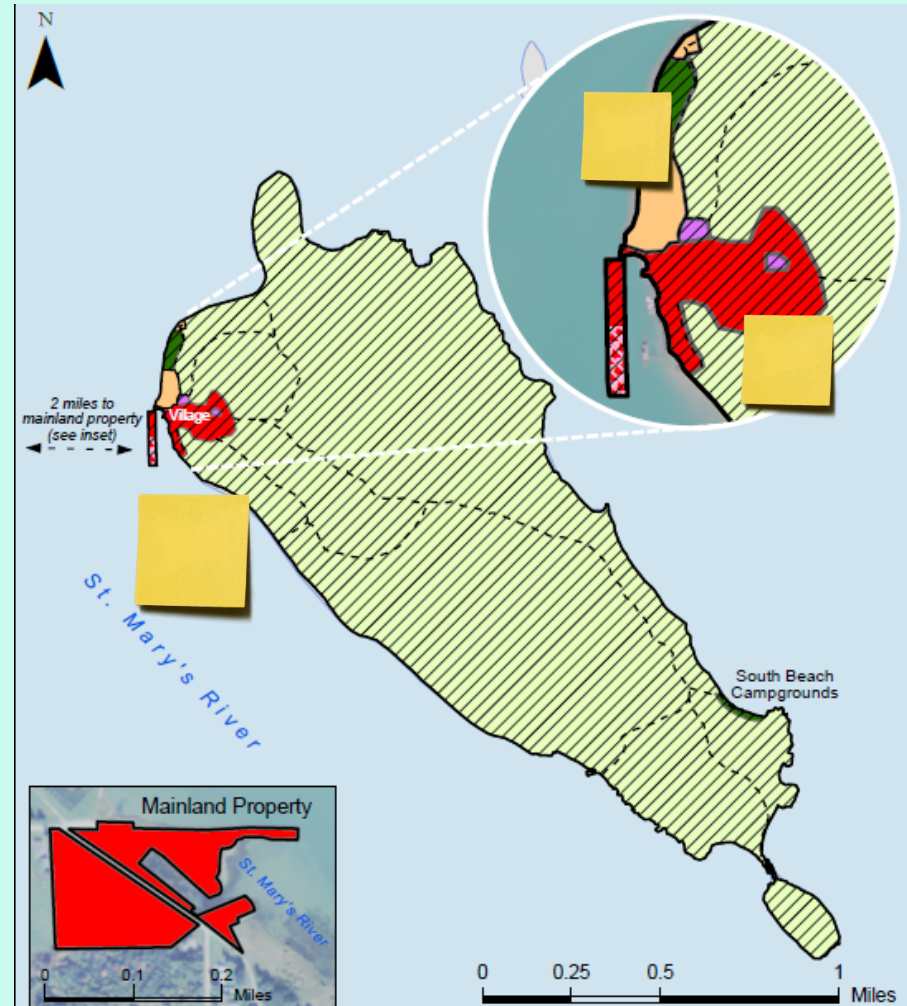 N
2 miles to
mainland property
(see inset)
Village
St. Mary's River
South Beach
Campgrounds
Mainland Property
St. Mary's River
0 0.1 0.2
Miles
0 0.25 0.5 1
Miles